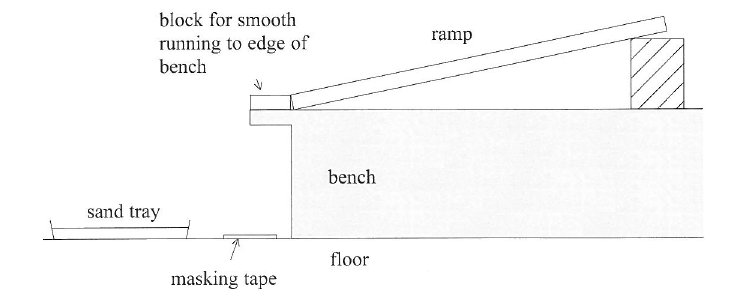 block for smooth
running to edge of
bench
ramp
bench
sand tray
floor
masking tape